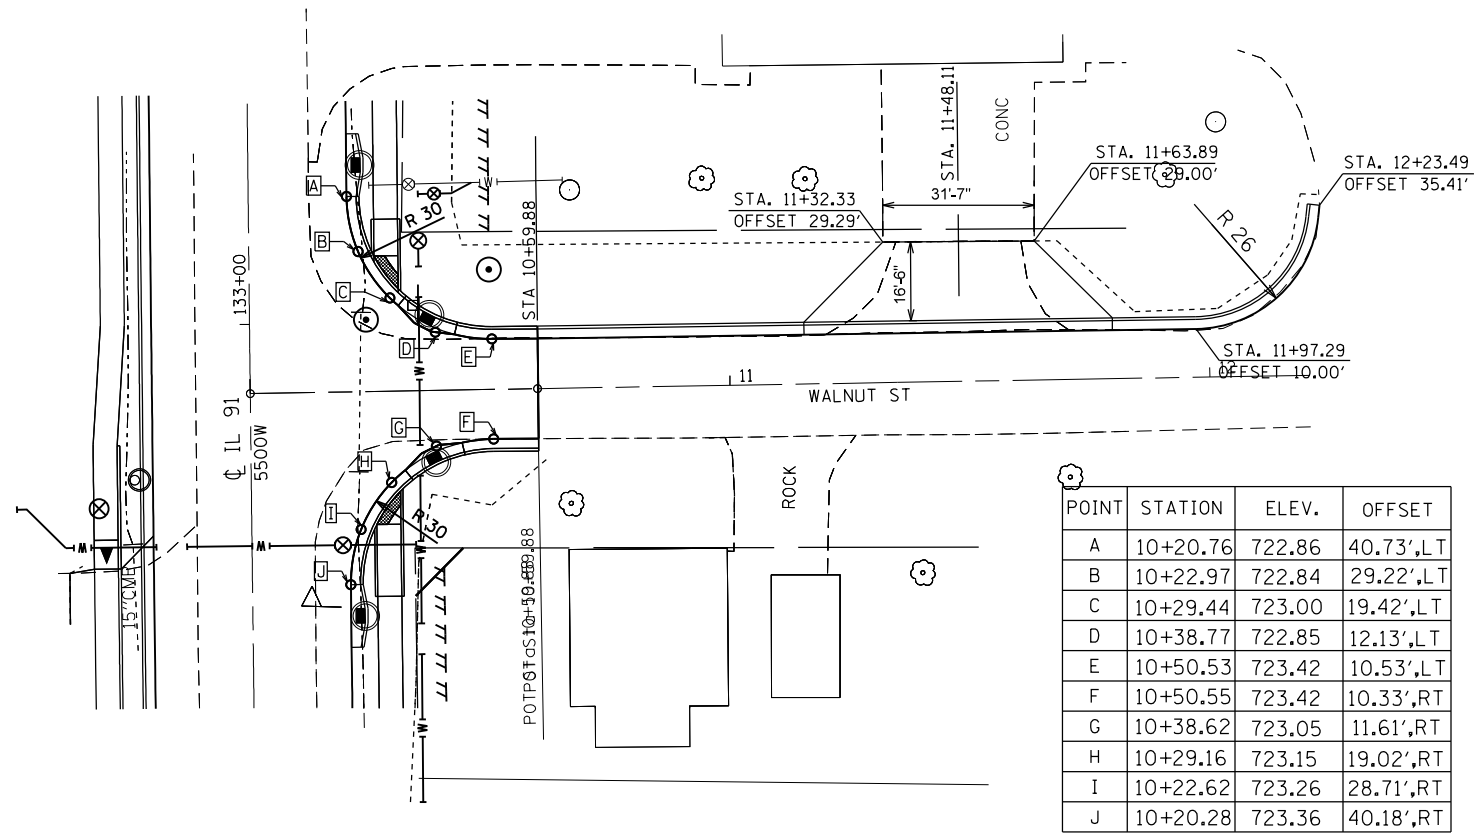 STA. 11+48.11
CONC
STA. 11+63.89
OFFSET 29.00'
STA. 12+23.49
OFFSET 35.41'
A
W
R 30
31'-7"
STA. 11+32.33
OFFSET 29.29'
R 26
B
STA 10+59.88
133+00
C
16'-6"
D
E
W
STA. 11+97.29
OFFSET 10.00'
11
12
WALNUT ST
℄ IL 91
5500W
F
G
H
ROCK
I
R 30
W
W
W
J
15"CMP
W
POINT STATION ELEV. OFFSET
A 10+20.76 722.86 40.73',LT
B 10+22.97 722.84 29.22',LT
C 10+29.44 723.00 19.42',LT
D 10+38.77 722.85 12.13',LT
E 10+50.53 723.42 10.53',LT
F 10+50.55 723.42 10.33',RT
G 10+38.62 723.05 11.61',RT
H 10+29.16 723.15 19.02',RT
I 10+22.62 723.26 28.71',RT
J 10+20.28 723.36 40.18',RT